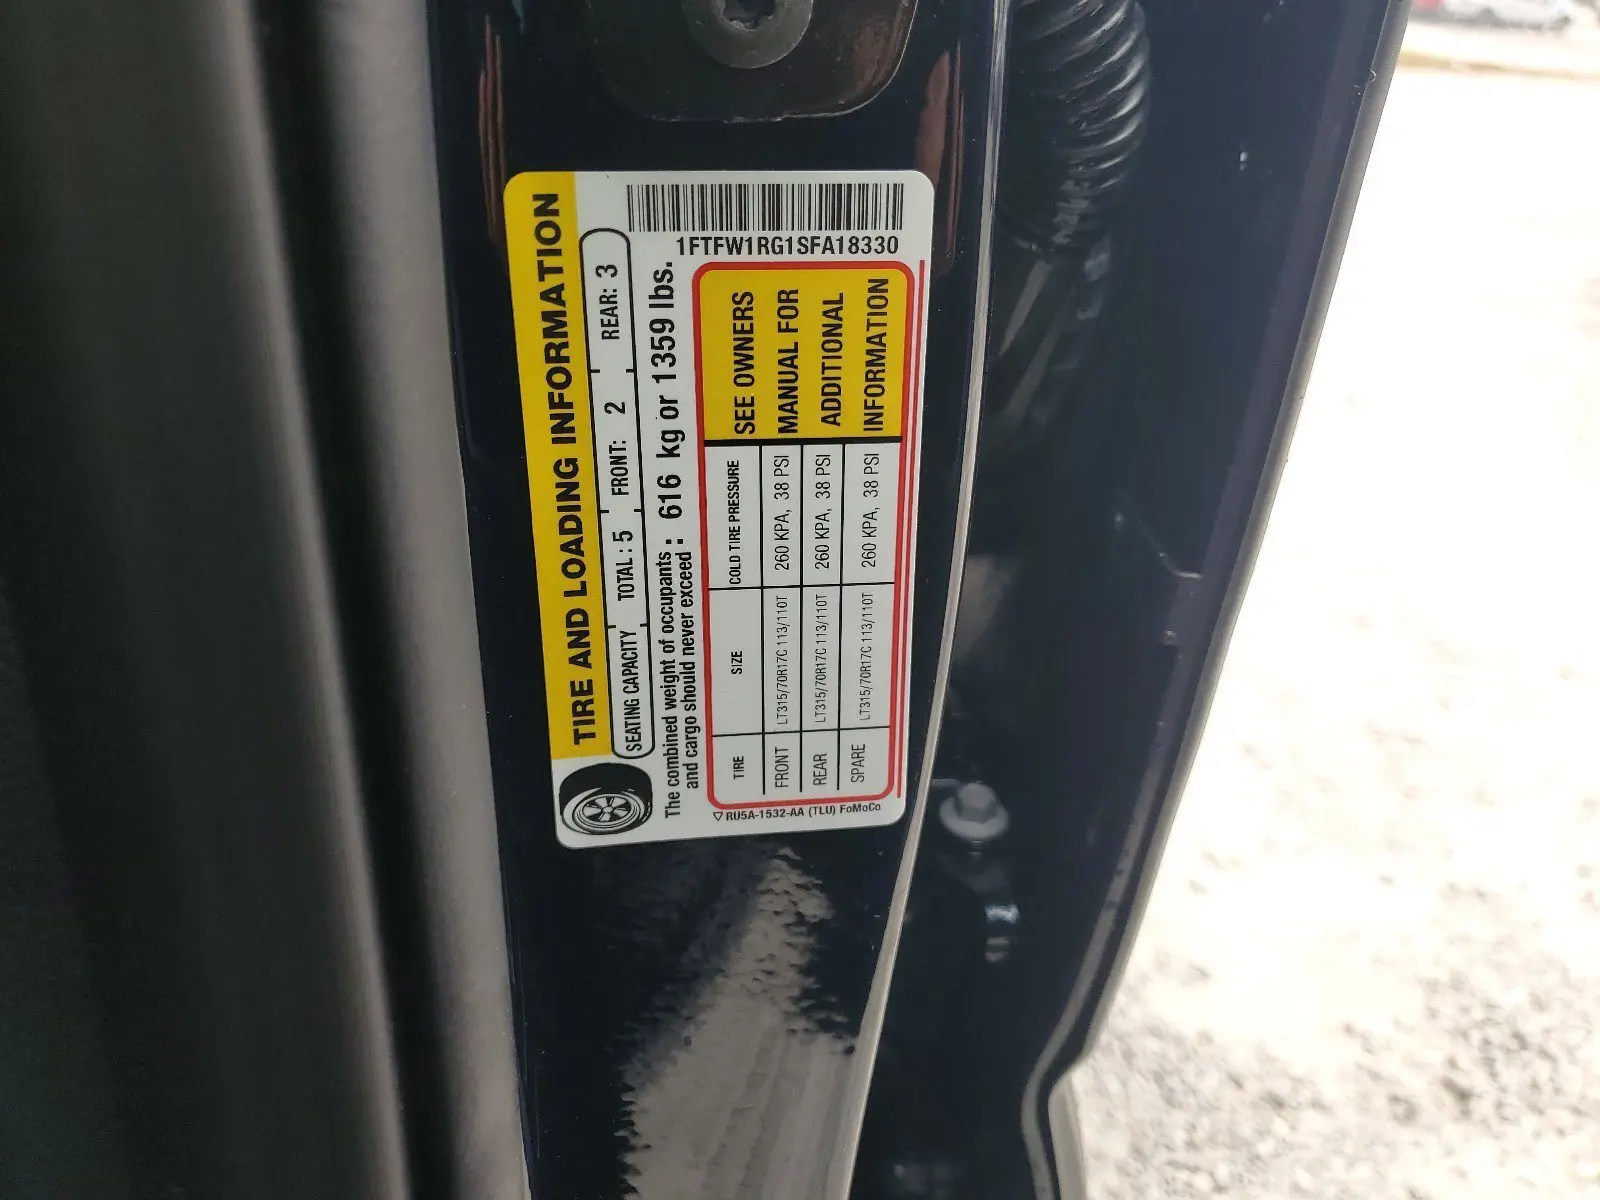 1FTFW1RG1SFA18330
TIRE AND LOADING INFORMATION
SEATING CAPACITY TOTAL : 5 FRONT: 2 REAR: 3
The combined weight of occupants
and cargo should never exceed : 616 kg or 1359 lbs.
TIRE SIZE COLD TIRE PRESSURE
FRONT LT315/70R17C 113/110T 260 KPA, 38 PSI
REAR LT315/70R17C 113/110T 260 KPA, 38 PSI
SPARE LT315/70R17C 113/110T 260 KPA, 38 PSI
SEE OWNERS
MANUAL FOR
ADDITIONAL
INFORMATION
RU5A-1532-AA (TLU) FoMoCo